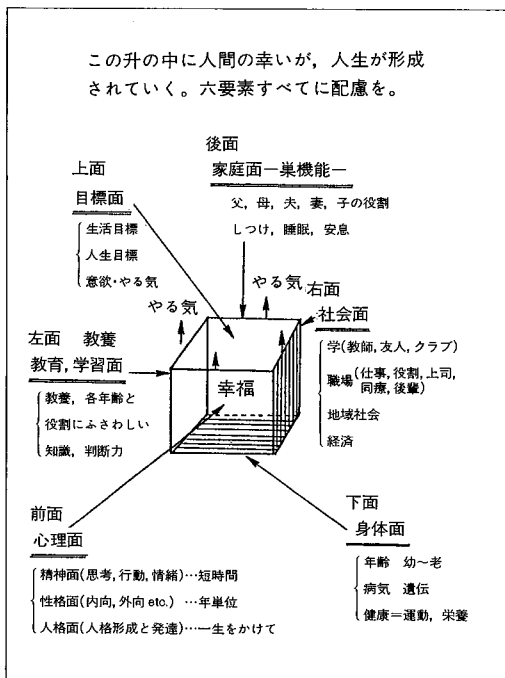 この升の中に人間の幸いが，人生が形成
されていく。六要素すべてに配慮を。
後面
家庭面－巣機能－
父，母，夫，妻，子の役割
しつけ，睡眠，安息
上面
目標面
生活目標
人生目標
意欲・やる気
やる気
やる気
右面
社会面
学(教師，友人，クラブ)
職場(仕事，役割，上司，
同療，後輩)
地域社会
経済
左面　教養
教育，学習面
教養，各年齢と
役割にふさわしい
知識，判断力
幸福
前面
心理面
精神面(思考，行動，情緒)…短時間
性格面(内向，外向 etc.)　…年単位
人格面(人格形成と発達)……一生をかけて
下面
身体面
年齢　幼～老
病気　遺伝
健康＝運動，栄養